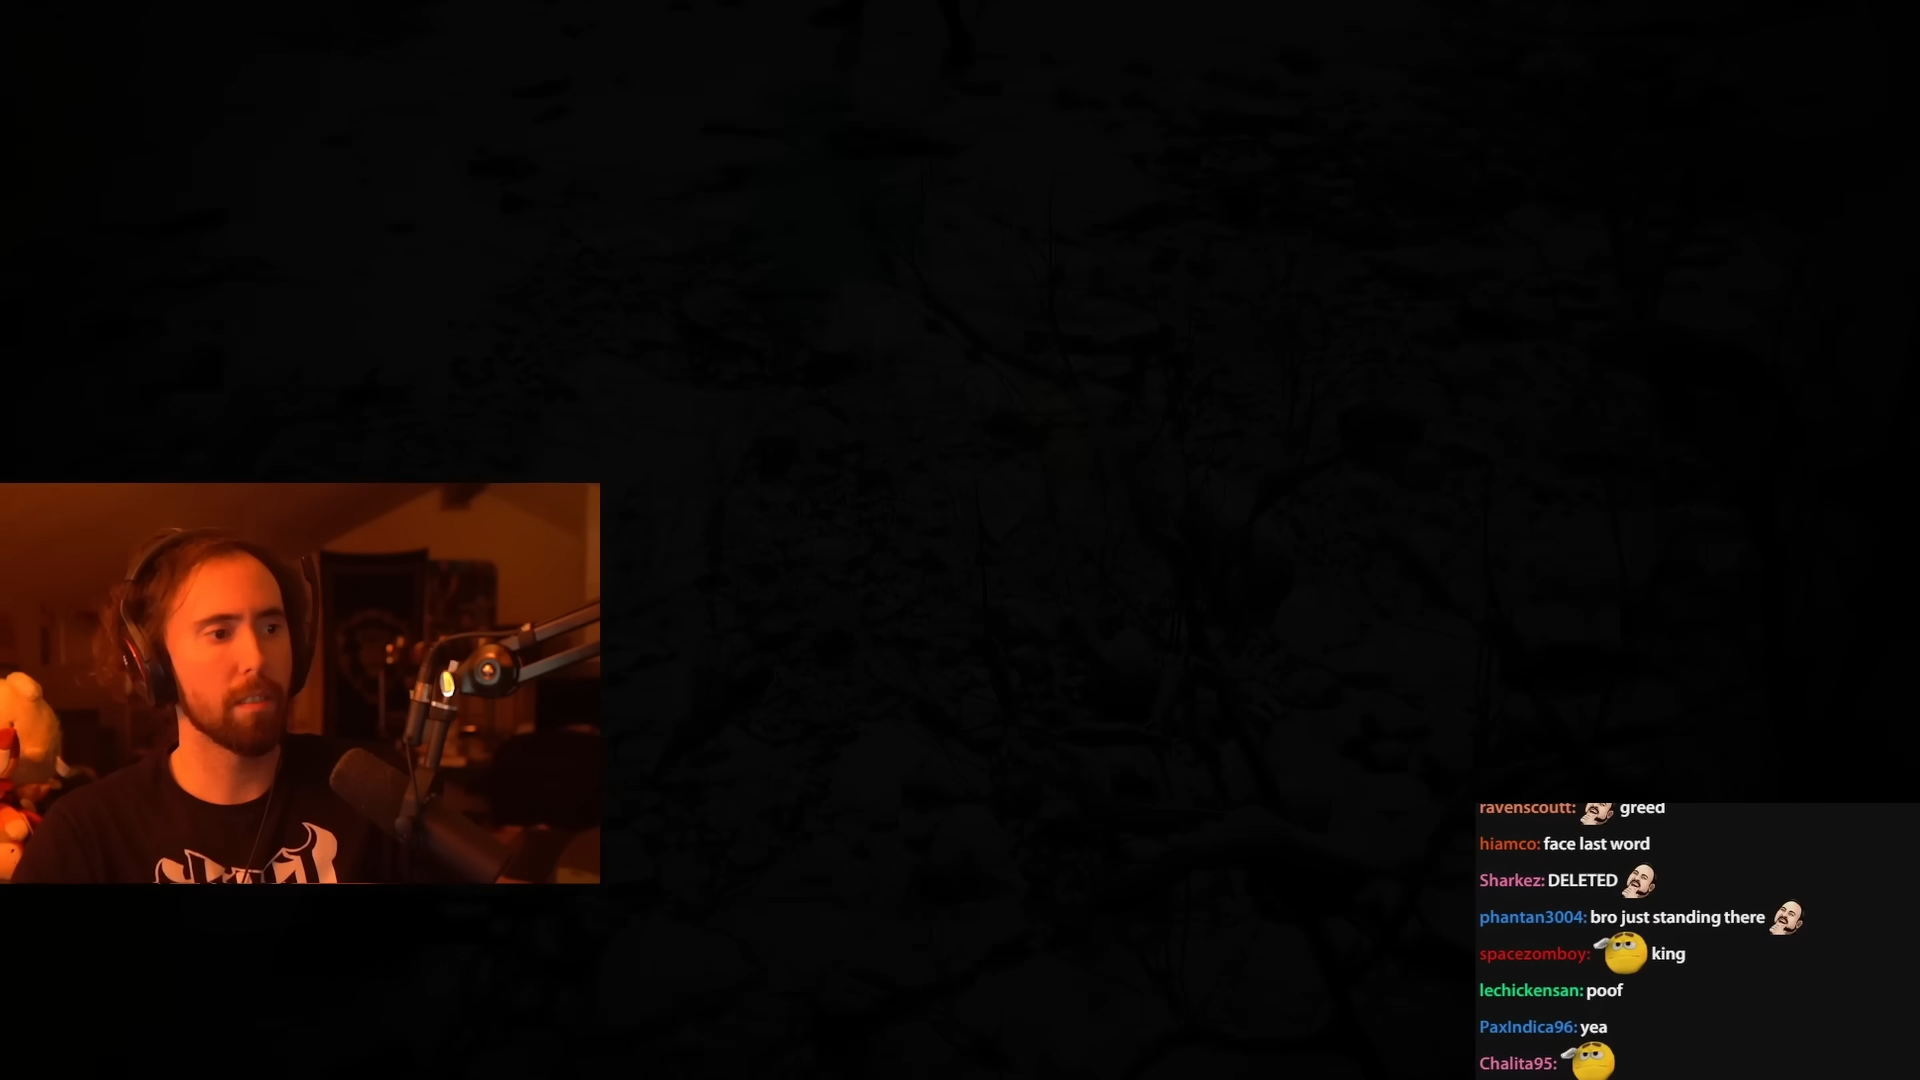 ravenscoutt: greed
hiamco: face last word
Sharkez: DELETED
phantan3004: bro just standing there
spacezomboy: king
lechickensan: poof
PaxIndica96: yea
Chalita95: